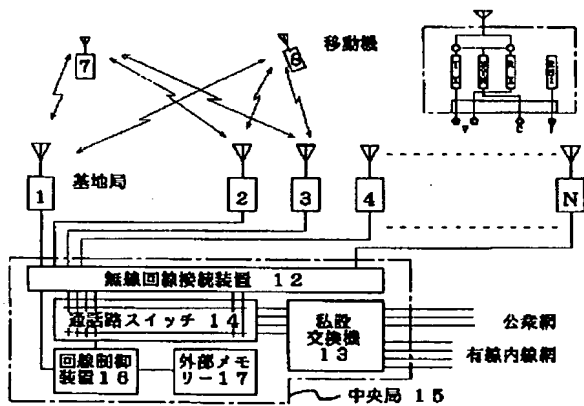 移動機
7
6
基地局
1
2
3
4
N
無線回線接続装置 12
通話路スイッチ 14
私設
交換機
13
公衆網
有線内線網
回線制御
装置16
外部メモ
リー17
中央局 15